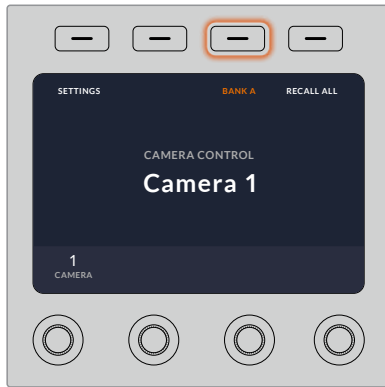 SETTINGS BANK A RECALL ALL
CAMERA CONTROL
Camera 1
1
CAMERA